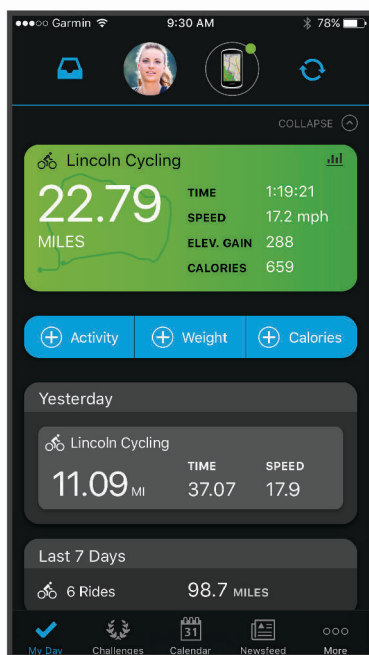 Garmin 9:30 AM 78%
COLLAPSE
Lincoln Cycling
22.79
MILES
TIME 1:19:21
SPEED 17.2 mph
ELEV. GAIN 288
CALORIES 659
Activity Weight Calories
Yesterday
Lincoln Cycling
11.09 MI
TIME SPEED
37.07 17.9
Last 7 Days
6 Rides 98.7 MILES
31
My Day Challenges Calendar Newsfeed More